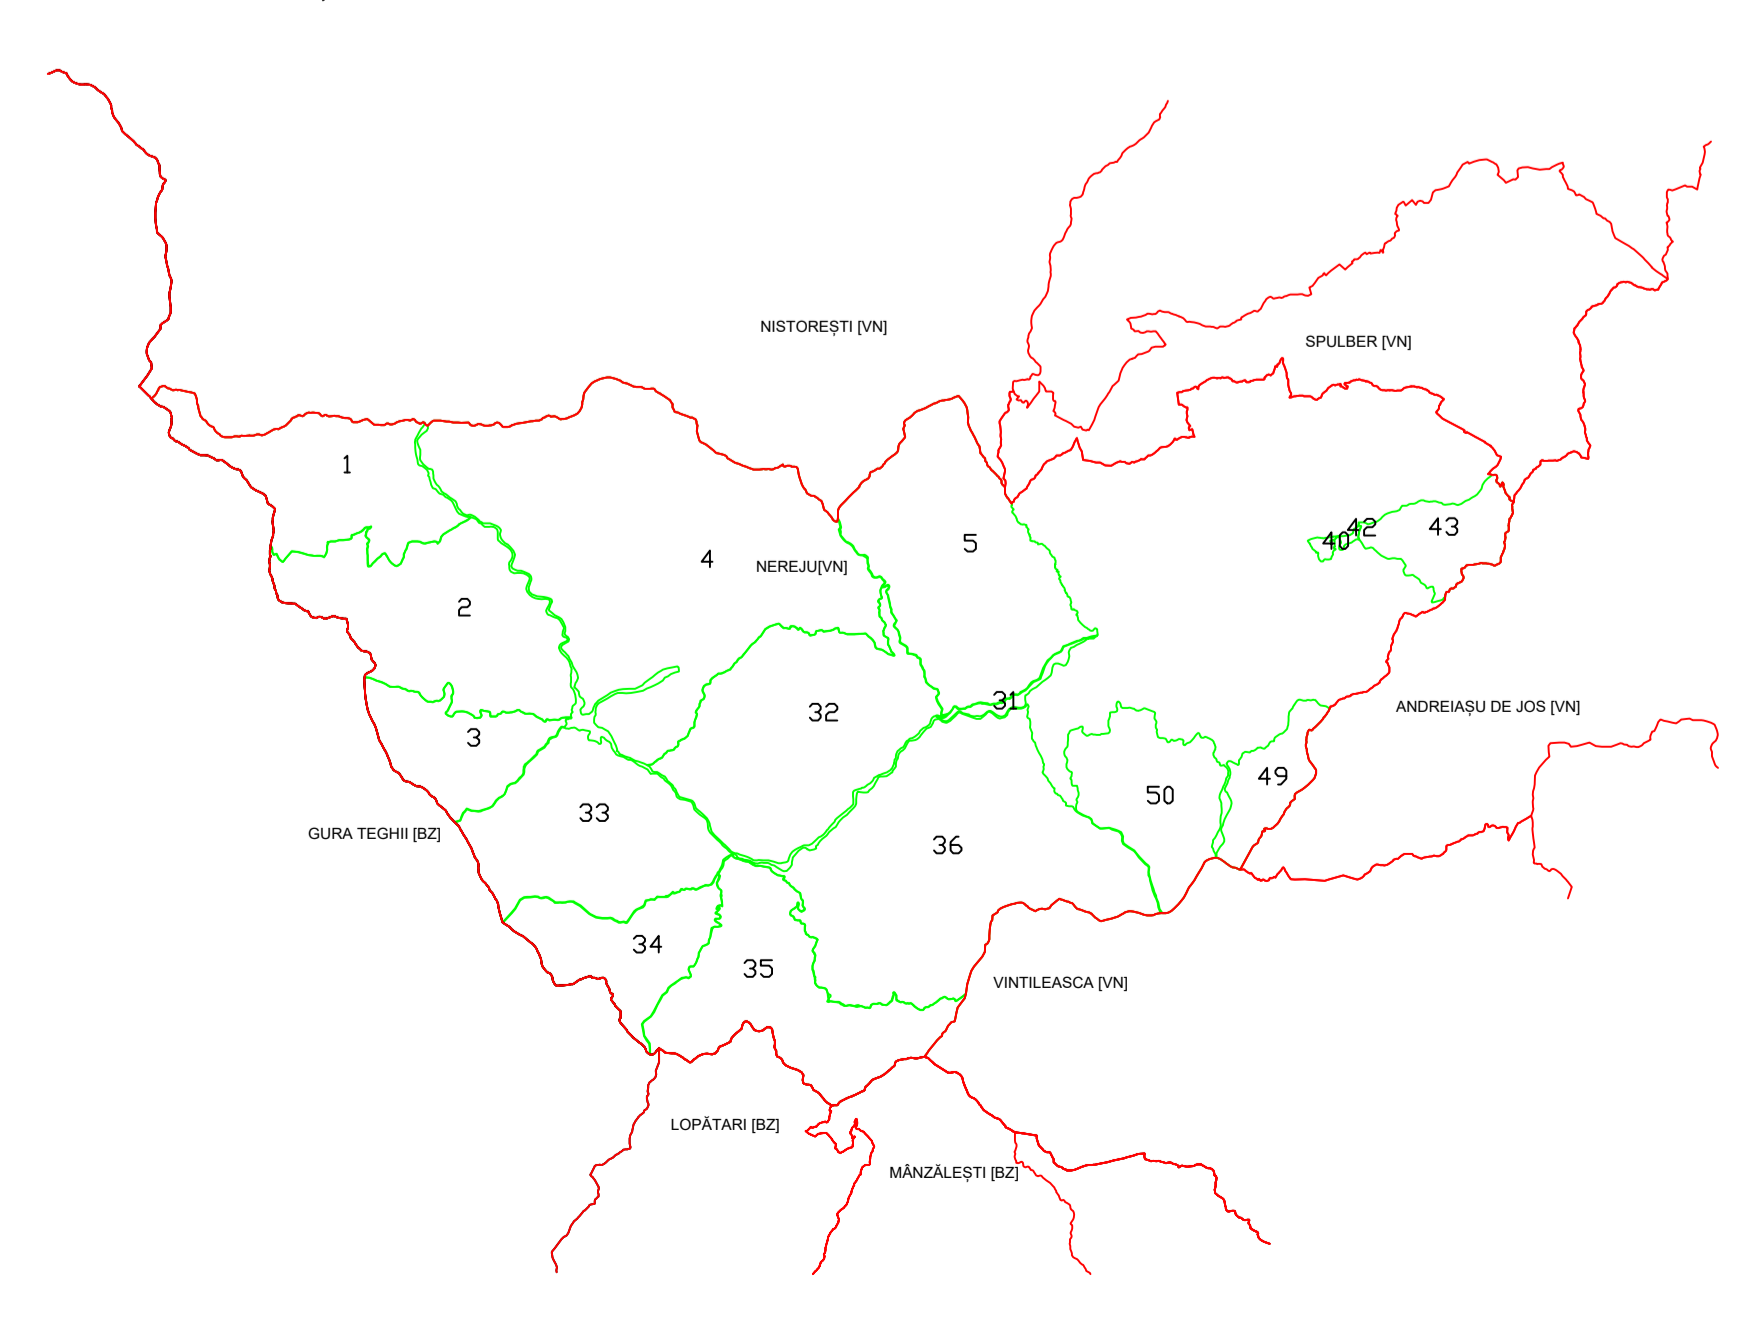 NISTOREȘTI [VN]
SPULBER [VN]
1
42
43
40
5
4
NEREJU[VN]
2
31
ANDREIAȘU DE JOS [VN]
32
3
49
50
33
GURA TEGHII [BZ]
36
34
35
VINTILEASCA [VN]
LOPĂTARI [BZ]
MÂNZĂLEȘTI [BZ]